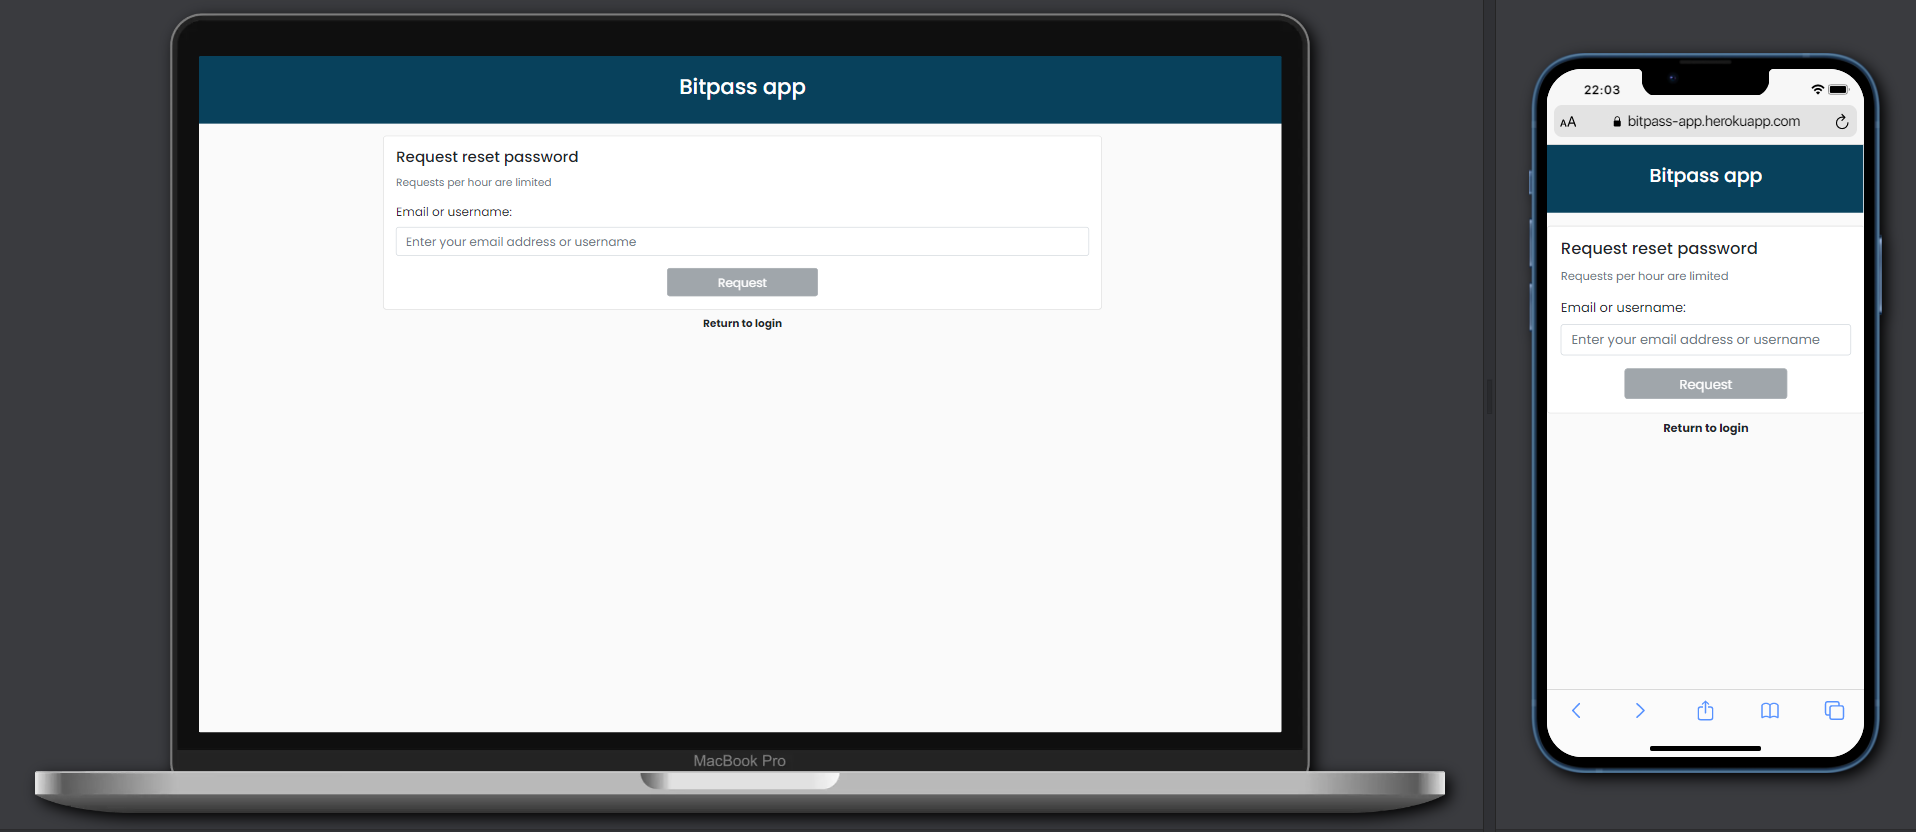 Bitpass app
Request reset password
Requests per hour are limited
Email or username:
Enter your email address or username
Request
Return to login
MacBook Pro
22:03
AA
bitpass-app.herokuapp.com
Bitpass app
Request reset password
Requests per hour are limited
Email or username:
Enter your email address or username
Request
Return to login